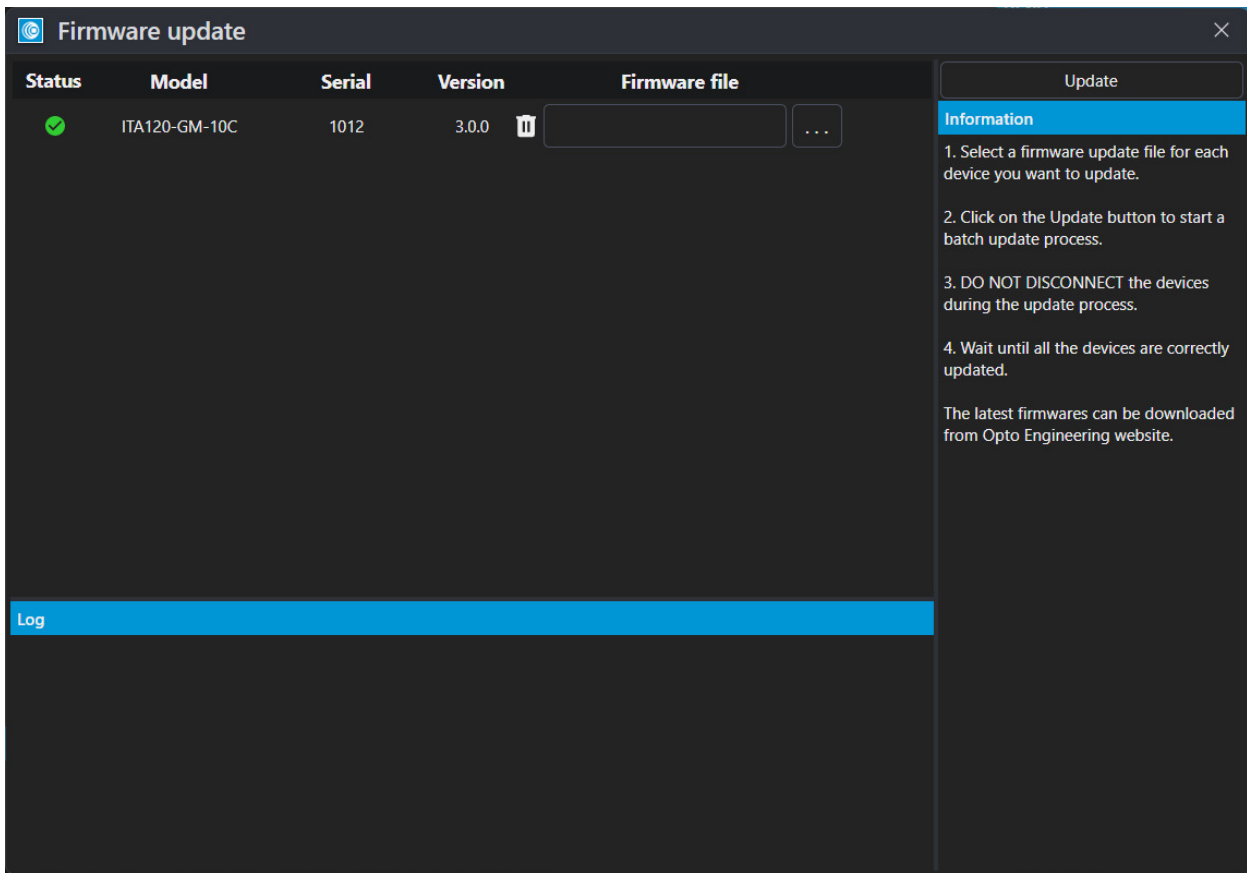 Firmware update
Status Model Serial Version Firmware file
ITA120-GM-10C 1012 3.0.0 ...
Update
Information
1. Select a firmware update file for each
device you want to update.
2. Click on the Update button to start a
batch update process.
3. DO NOT DISCONNECT the devices
during the update process.
4. Wait until all the devices are correctly
updated.
The latest firmwares can be downloaded
from Opto Engineering website.
Log